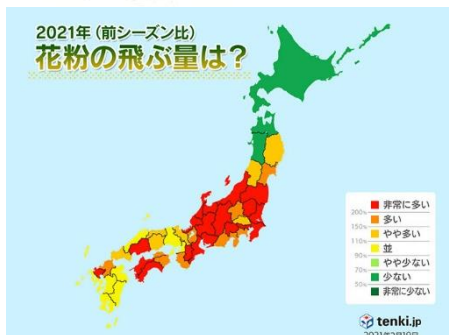 2021年(前シーズン比)
花粉の飛ぶ量は?
非常に多い
200%
多い
150%
やや多い
110%
並
90%
やや少ない
70%
少ない
50%
非常に少ない
tenki.jp